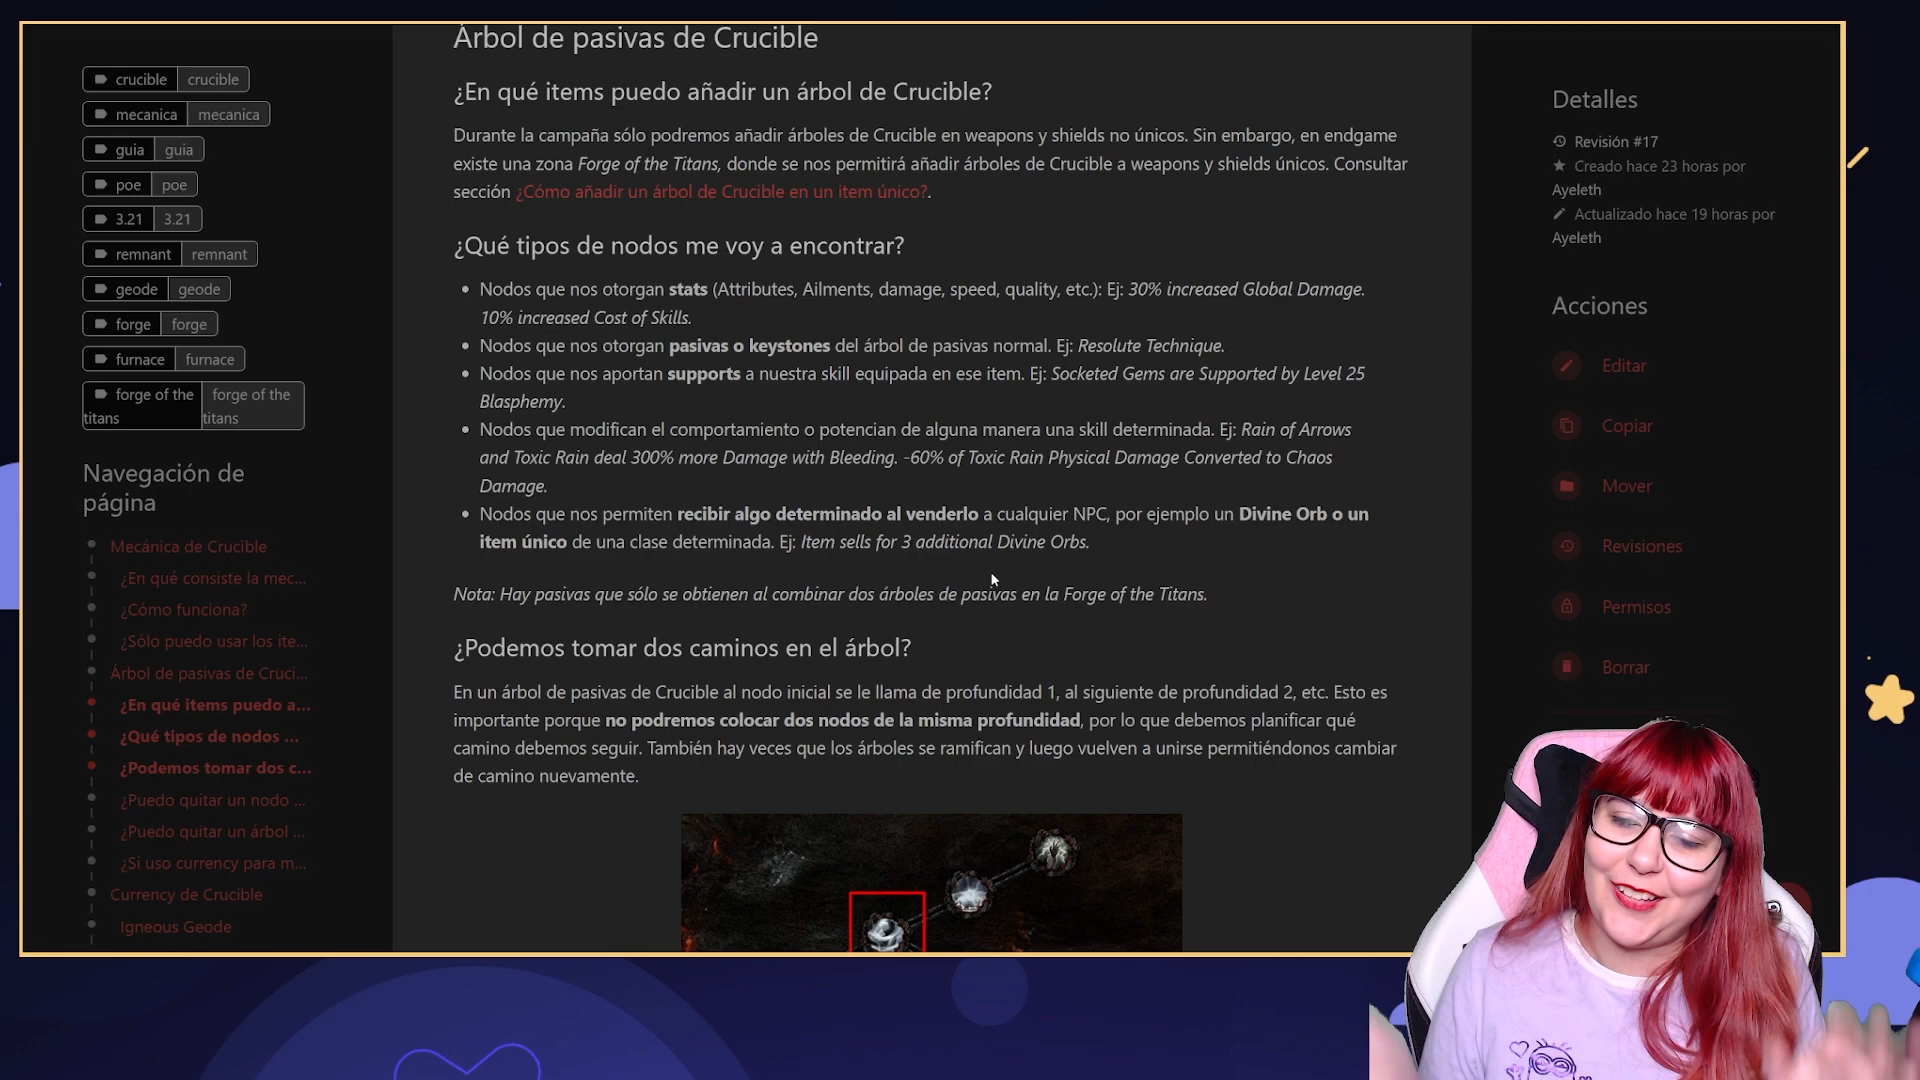 crucible crucible
mecanica mecanica
guia guia
poe poe
3.21 3.21
remnant remnant
geode geode
forge forge
furnace furnace
forge of the titans forge of the titans
Navegación de
página
Mecánica de Crucible
¿En qué consiste la mec...
¿Cómo funciona?
¿Sólo puedo usar los ite...
Árbol de pasivas de Cruci...
¿En qué items puedo a...
¿Qué tipos de nodos ...
¿Podemos tomar dos c...
¿Puedo quitar un nodo ...
¿Puedo quitar un árbol ...
¿Si uso currency para m...
Currency de Crucible
Igneous Geode
Árbol de pasivas de Crucible
¿En qué items puedo añadir un árbol de Crucible?
Durante la campaña sólo podremos añadir árboles de Crucible en weapons y shields no únicos. Sin embargo, en endgame
existe una zona Forge of the Titans, donde se nos permitirá añadir árboles de Crucible a weapons y shields únicos. Consultar
sección ¿Cómo añadir un árbol de Crucible en un item único?.
¿Qué tipos de nodos me voy a encontrar?
Nodos que nos otorgan stats (Attributes, Ailments, damage, speed, quality, etc.): Ej: 30% increased Global Damage.
10% increased Cost of Skills.
Nodos que nos otorgan pasivas o keystones del árbol de pasivas normal. Ej: Resolute Technique.
Nodos que nos aportan supports a nuestra skill equipada en ese item. Ej: Socketed Gems are Supported by Level 25
Blasphemy.
Nodos que modifican el comportamiento o potencian de alguna manera una skill determinada. Ej: Rain of Arrows
and Toxic Rain deal 300% more Damage with Bleeding. -60% of Toxic Rain Physical Damage Converted to Chaos
Damage.
Nodos que nos permiten recibir algo determinado al venderlo a cualquier NPC, por ejemplo un Divine Orb o un
item único de una clase determinada. Ej: Item sells for 3 additional Divine Orbs.
Nota: Hay pasivas que sólo se obtienen al combinar dos árboles de pasivas en la Forge of the Titans.
¿Podemos tomar dos caminos en el árbol?
En un árbol de pasivas de Crucible al nodo inicial se le llama de profundidad 1, al siguiente de profundidad 2, etc. Esto es
importante porque no podremos colocar dos nodos de la misma profundidad, por lo que debemos planificar qué
camino debemos seguir. También hay veces que los árboles se ramifican y luego vuelven a unirse permitiéndonos cambiar
de camino nuevamente.
Detalles
Revisión #17
Creado hace 23 horas por
Ayeleth
Actualizado hace 19 horas por
Ayeleth
Acciones
Editar
Copiar
Mover
Revisiones
Permisos
Borrar